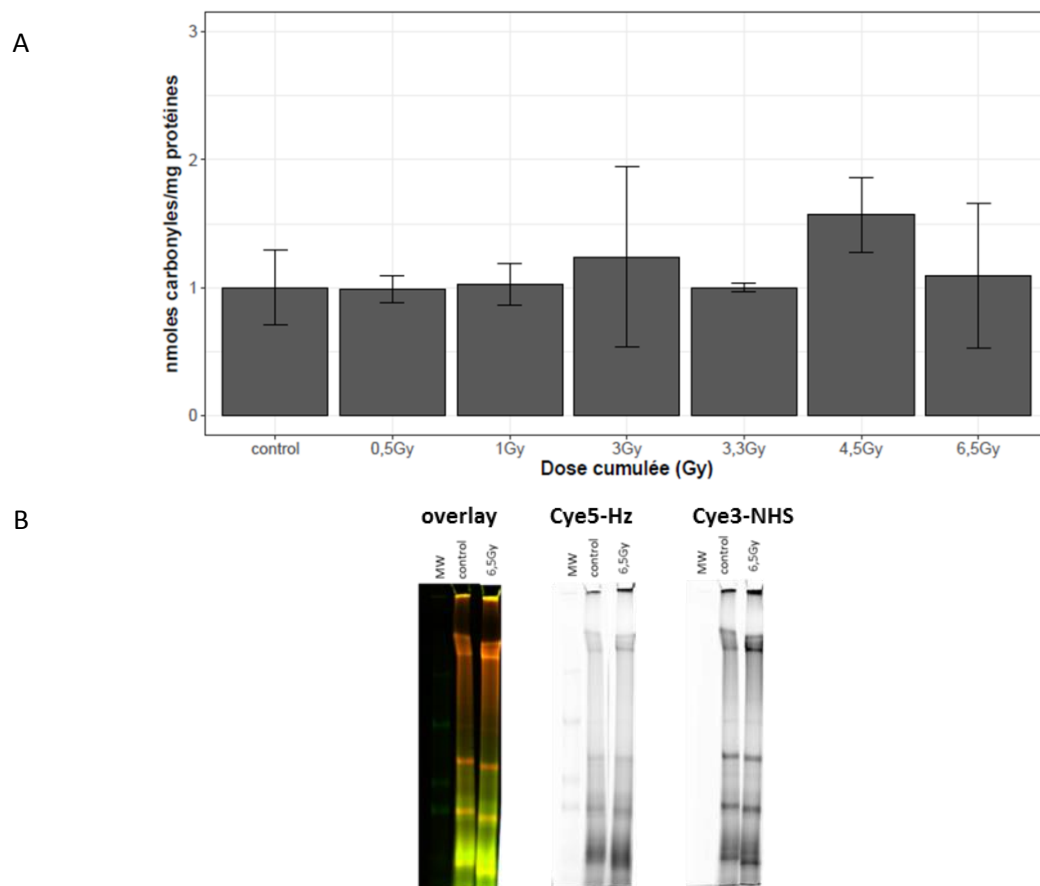 A
nmoles carbonyles/mg protéines
3
2
1
0
control 0,5Gy 1Gy 3Gy 3,3Gy 4,5Gy 6,5Gy
Dose cumulée (Gy)
B
overlay Cye5-Hz Cye3-NHS
MW control 6,5Gy MW control 6,5Gy MW control 6,5Gy